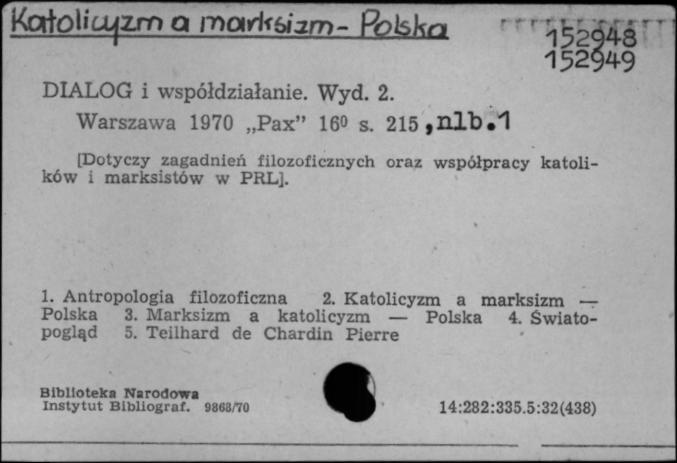 Katolicyzm a marksizm - Polska
152948
152949
DIALOG i współdziałanie. Wyd. 2.
Warszawa 1970 „Pax” 16⁰ s. 215, nlb. 1
[Dotyczy zagadnień filozoficznych oraz współpracy katoli-
ków i marksistów w PRL].
1. Antropologia filozoficzna 2. Katolicyzm a marksizm —
Polska 3. Marksizm a katolicyzm — Polska 4. Świato-
pogląd 5. Teilhard de Chardin Pierre
Biblioteka Narodowa
Instytut Bibliograf. 9868/70
14:282:335.5:32(438)